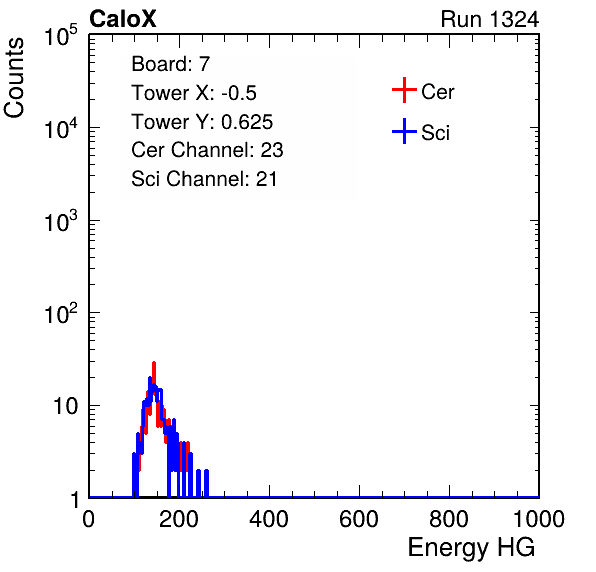 CaloX Run 1324
Counts
Board: 7
Tower X: -0.5
Tower Y: 0.625
Cer Channel: 23
Sci Channel: 21
Cer
Sci
10^5
10^4
10^3
10^2
10
1
0 200 400 600 800 1000
Energy HG